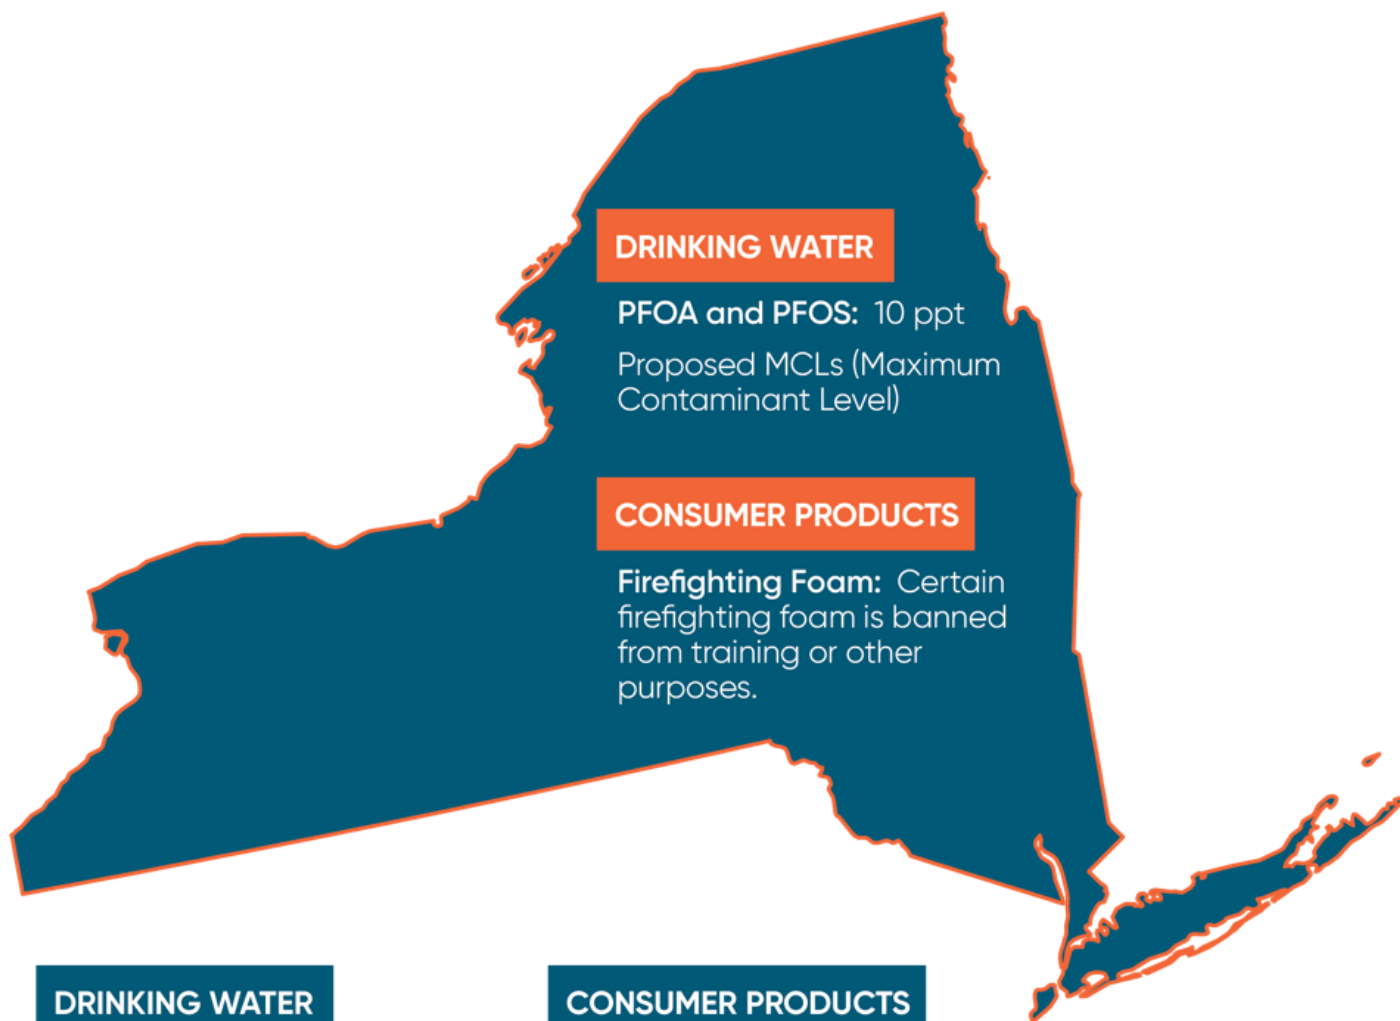 DRINKING WATER
PFOA and PFOS: 10 ppt
Proposed MCLs (Maximum
Contaminant Level)
CONSUMER PRODUCTS
Firefighting Foam: Certain
firefighting foam is banned
from training or other
purposes.
DRINKING WATER
CONSUMER PRODUCTS